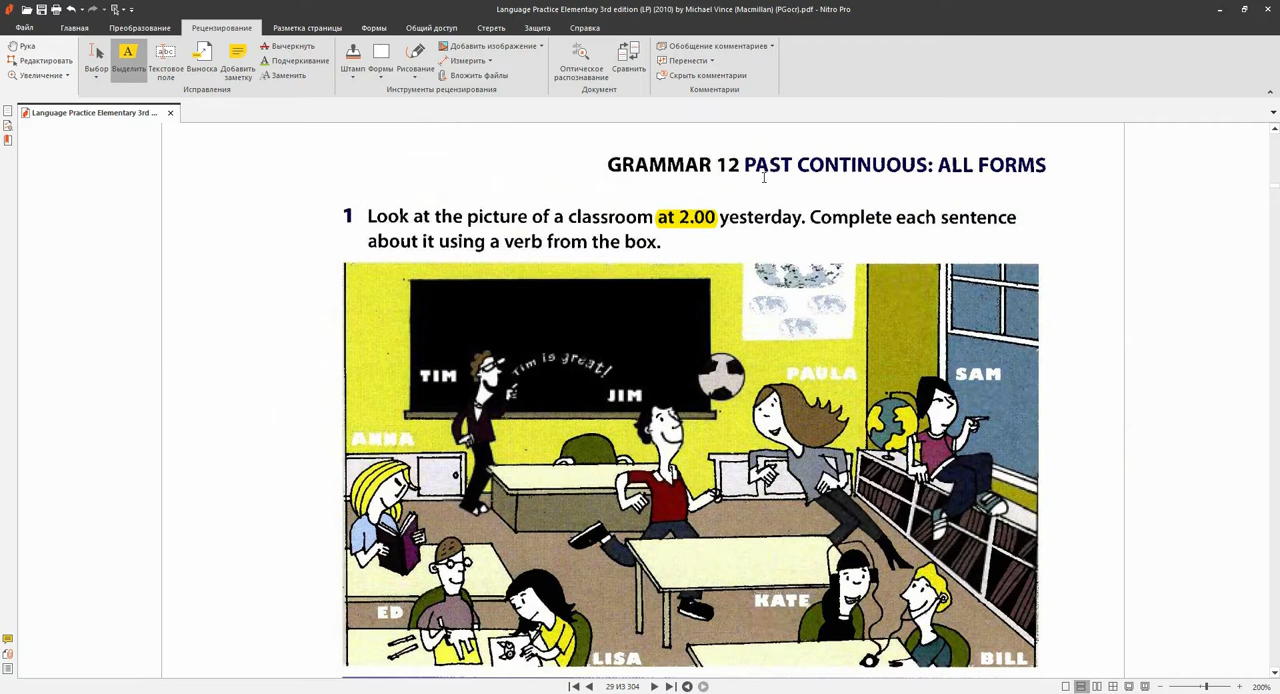 Language Practice Elementary 3rd edition (LP) (2010) by Michael Vince (Macmillan) (PGocr).pdf - Nitro Pro
Файл
Главная
Преобразование
Рецензирование
Разметка страницы
Формы
Общий доступ
Стереть
Защита
Справка
Рука
Редактировать
Увеличение
Выбор
Выделить
Текстовое поле
Выноска
Добавить заметку
Вычеркнуть
Подчеркивание
Заменить
Исправления
Штамп
Формы
Рисование
Добавить изображение
Измерить
Вложить файлы
Инструменты рецензирования
Оптическое распознавание
Сравнить
Документ
Обобщение комментариев
Перенести
Скрыть комментарии
Комментарии
Language Practice Elementary 3rd ...
GRAMMAR 12 PAST CONTINUOUS: ALL FORMS
1 Look at the picture of a classroom at 2.00 yesterday. Complete each sentence
about it using a verb from the box.
TIM
Mr Tim is great!
JIM
PAULA
SAM
ANNA
ED
LISA
KATE
BILL
29 ИЗ 304
200%